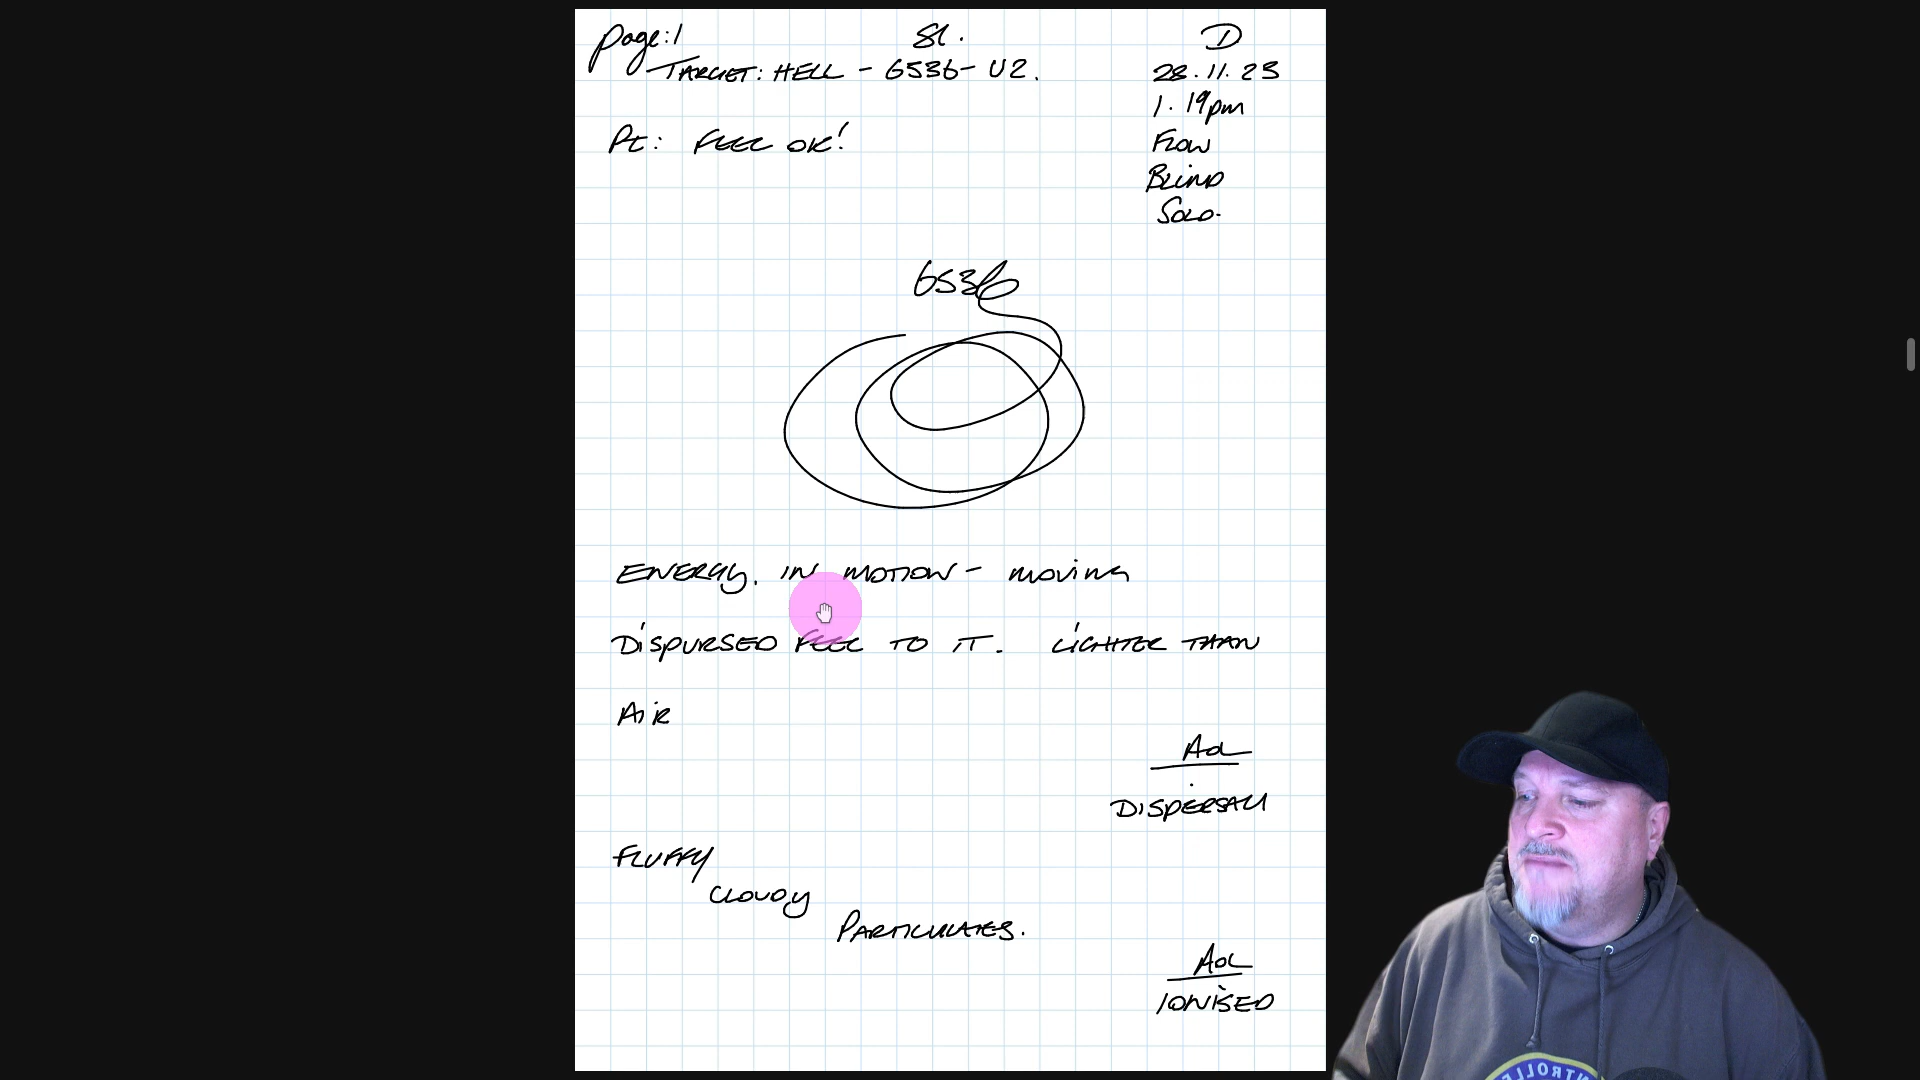 page:1
S1.
D
TARGET: HELL - 6536 - U2.
28.11.23
1.19pm
PI: FEEL OK!
FLOW
BLIND
SOLO.
6536
ENERGY. IN MOTION - MOVING
DISPURSED FEEL TO IT. LIGHTER THAN
AIR
AOL
DISPERSAL
FLUFFY
CLOUDY
PARTICULATES.
AOL
IONISED